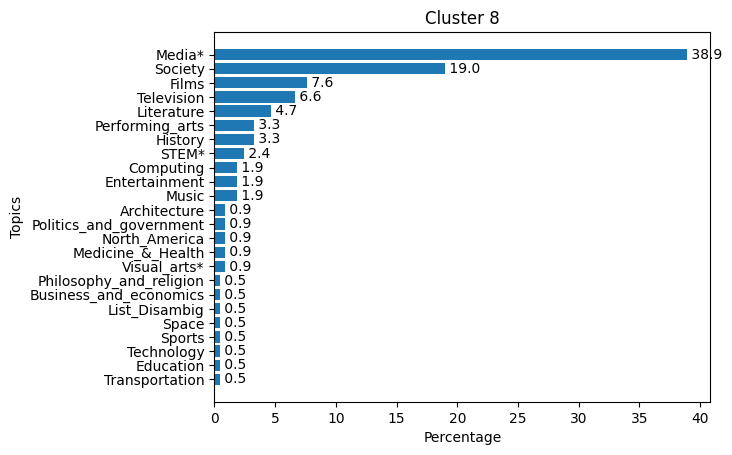 Cluster 8
Media* 38.9
Society 19.0
Films 7.6
Television 6.6
Literature 4.7
Performing_arts 3.3
History 3.3
STEM* 2.4
Computing 1.9
Entertainment 1.9
Music 1.9
Architecture 0.9
Politics_and_government 0.9
North_America 0.9
Medicine_&_Health 0.9
Visual_arts* 0.9
Philosophy_and_religion 0.5
Business_and_economics 0.5
List_Disambig 0.5
Space 0.5
Sports 0.5
Technology 0.5
Education 0.5
Transportation 0.5
Topics
0 5 10 15 20 25 30 35 40
Percentage